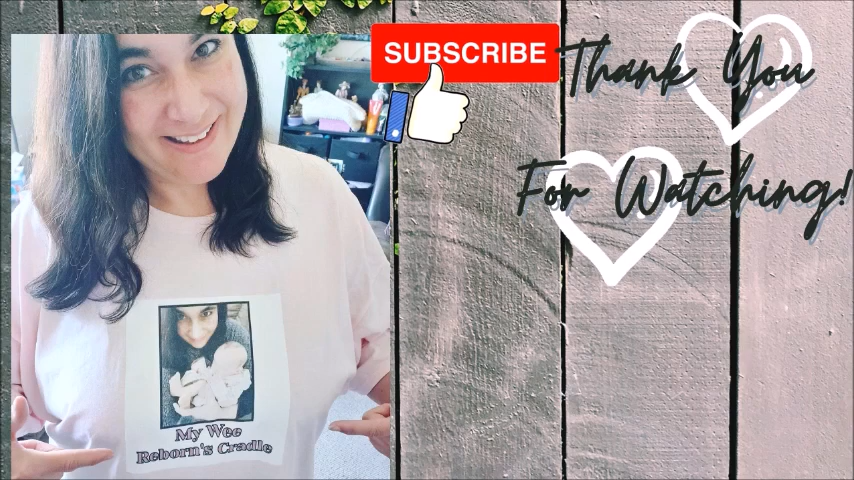 SUBSCRIBE
Thank You
For Watching!
My Wee
Reborn's Cradle